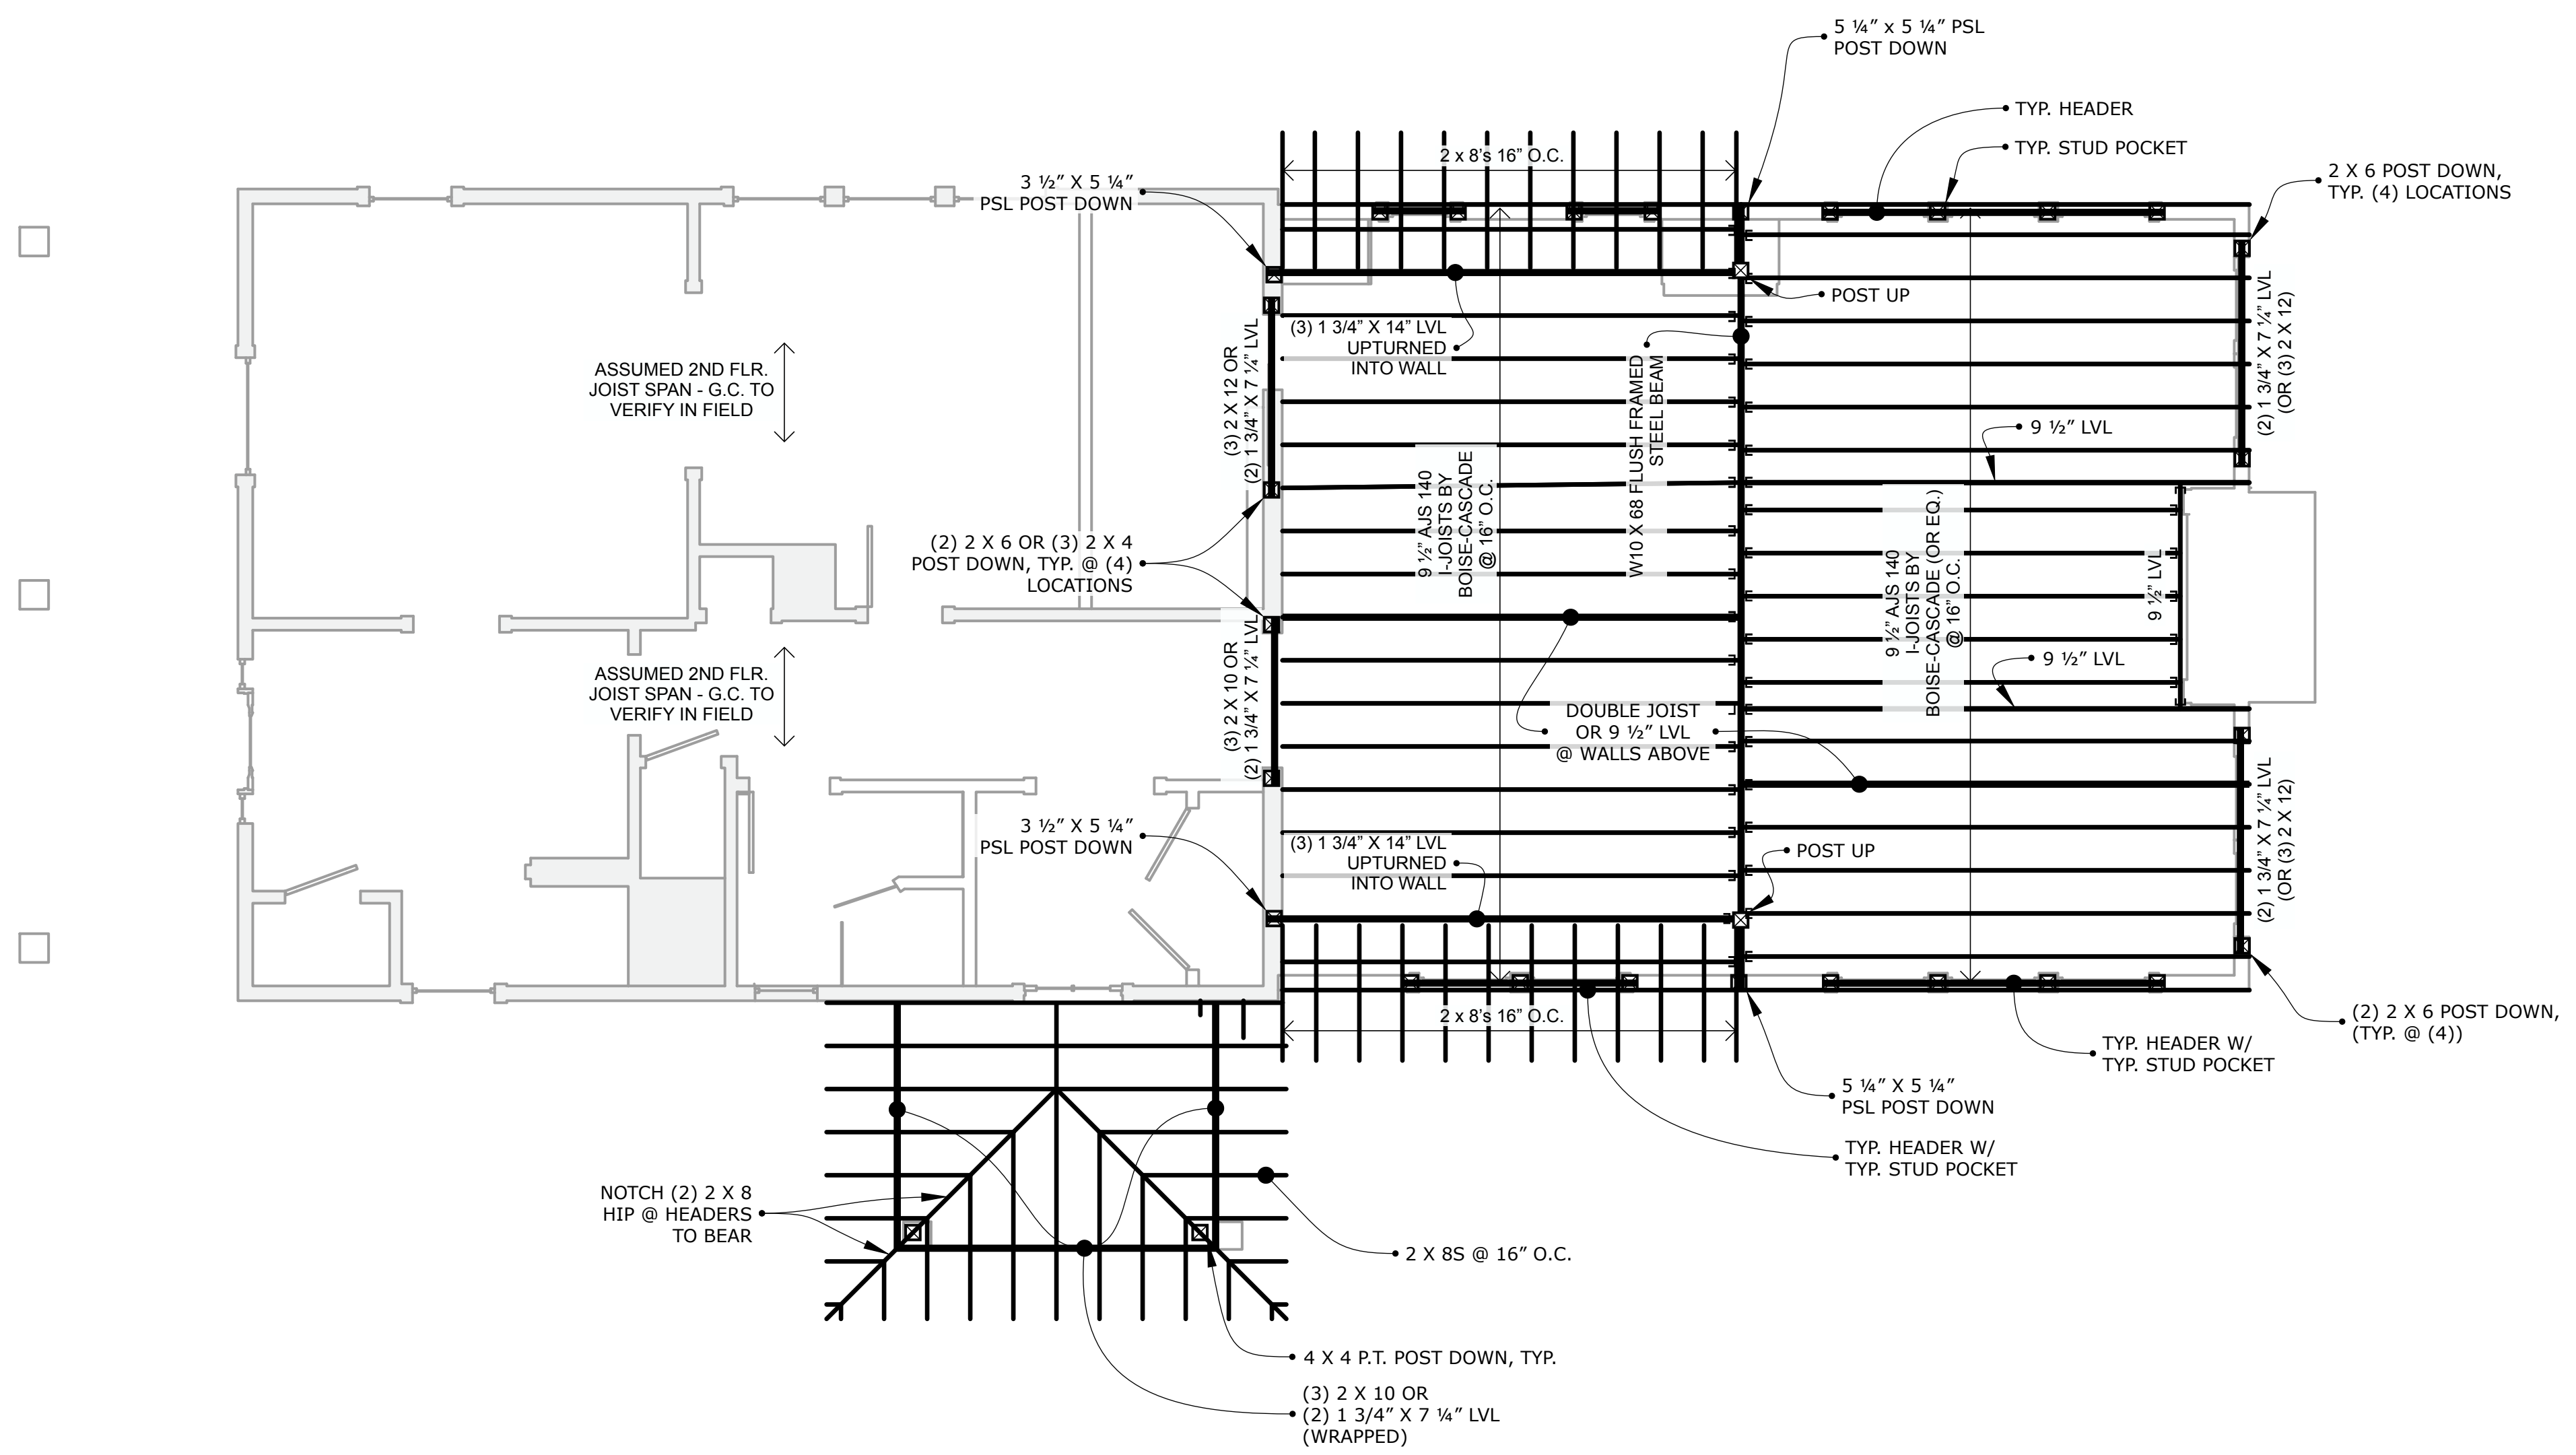 5 ¼" x 5 ¼" PSL
POST DOWN
TYP. HEADER
TYP. STUD POCKET
2 X 6 POST DOWN,
TYP. (4) LOCATIONS
2 x 8's 16" O.C.
3 ½" X 5 ¼"
PSL POST DOWN
POST UP
(3) 1 3/4" X 14" LVL
UPTURNED
INTO WALL
(3) 2 X 12 OR
(2) 1 3/4" X 7 ¼" LVL
W10 X 68 FLUSH FRAMED
STEEL BEAM
(2) 1 3/4" X 7 ¼" LVL
(OR (3) 2 X 12)
ASSUMED 2ND FLR.
JOIST SPAN - G.C. TO
VERIFY IN FIELD
9 ½" LVL
9 ½" AJS 140
I-JOISTS BY
BOISE-CASCADE
@ 16" O.C.
9 ½" AJS 140
I-JOISTS BY
BOISE-CASCADE (OR EQ.)
@ 16" O.C.
9 ½" LVL
(2) 2 X 6 OR (3) 2 X 4
POST DOWN, TYP. @ (4)
LOCATIONS
9 ½" LVL
(3) 2 X 10 OR
(2) 1 3/4" X 7 ¼" LVL
ASSUMED 2ND FLR.
JOIST SPAN - G.C. TO
VERIFY IN FIELD
DOUBLE JOIST
OR 9 ½" LVL
@ WALLS ABOVE
(2) 1 3/4" X 7 ¼" LVL
(OR (3) 2 X 12)
3 ½" X 5 ¼"
PSL POST DOWN
(3) 1 3/4" X 14" LVL
UPTURNED
INTO WALL
POST UP
2 x 8's 16" O.C.
(2) 2 X 6 POST DOWN,
(TYP. @ (4))
TYP. HEADER W/
TYP. STUD POCKET
5 ¼" X 5 ¼"
PSL POST DOWN
TYP. HEADER W/
TYP. STUD POCKET
NOTCH (2) 2 X 8
HIP @ HEADERS
TO BEAR
2 X 8S @ 16" O.C.
4 X 4 P.T. POST DOWN, TYP.
(3) 2 X 10 OR
(2) 1 3/4" X 7 ¼" LVL
(WRAPPED)